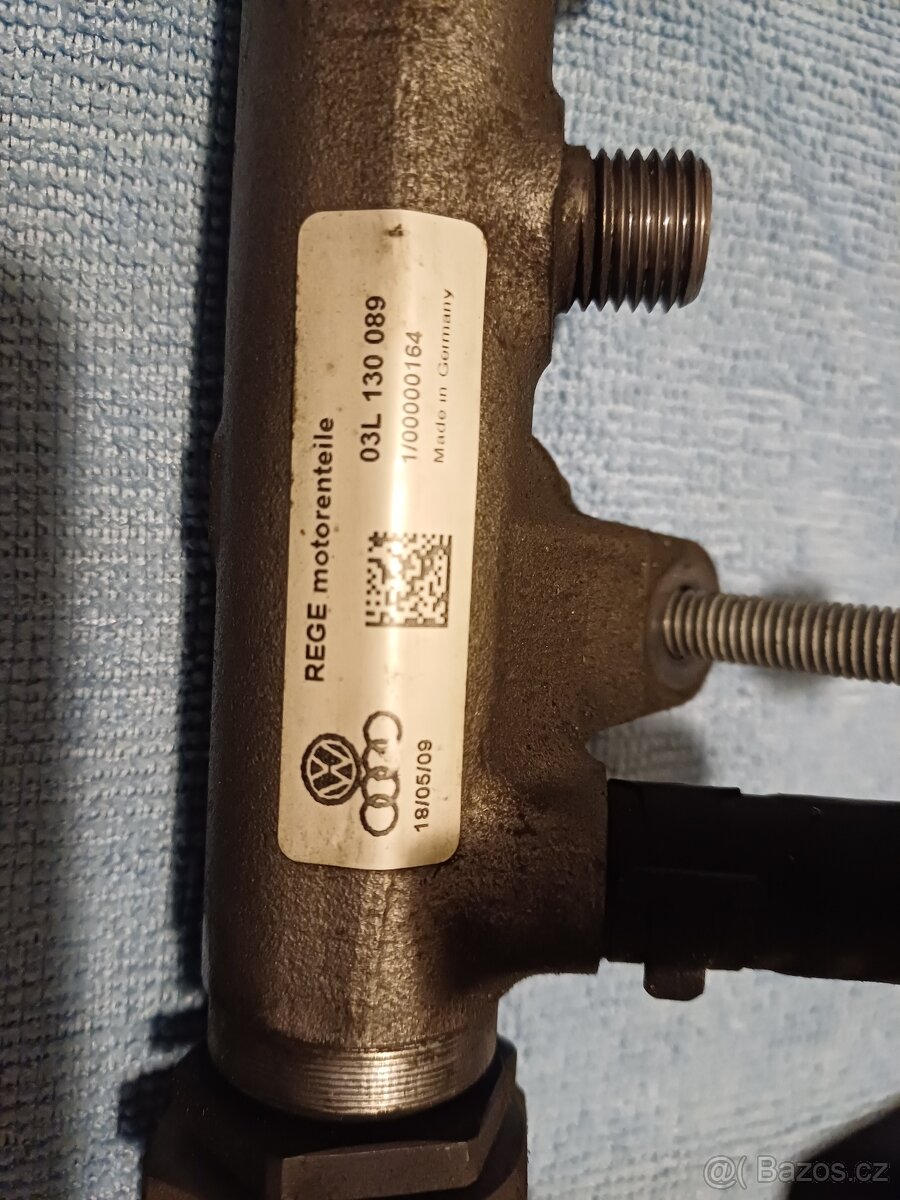 REGE motorenteile
03L 130 089
1/00000164
Made in Germany
18/05/09
@( Bazos.cz